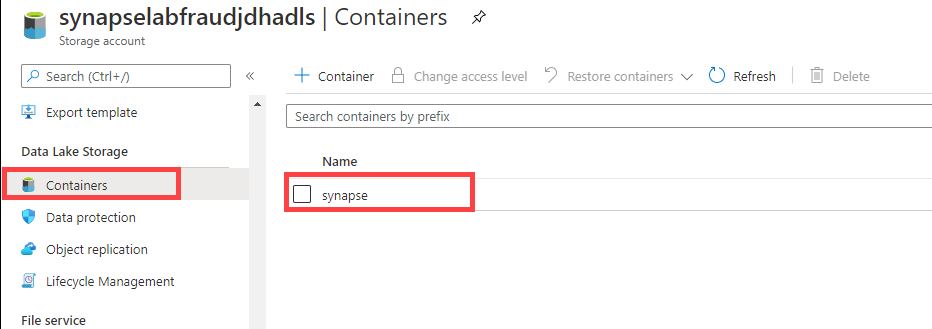 synapselabfraudjdhadls | Containers
Storage account
Search (Ctrl+/)
«
Container
Change access level
Restore containers
Refresh
Delete
Export template
Search containers by prefix
Data Lake Storage
Name
Containers
synapse
Data protection
Object replication
Lifecycle Management
File service